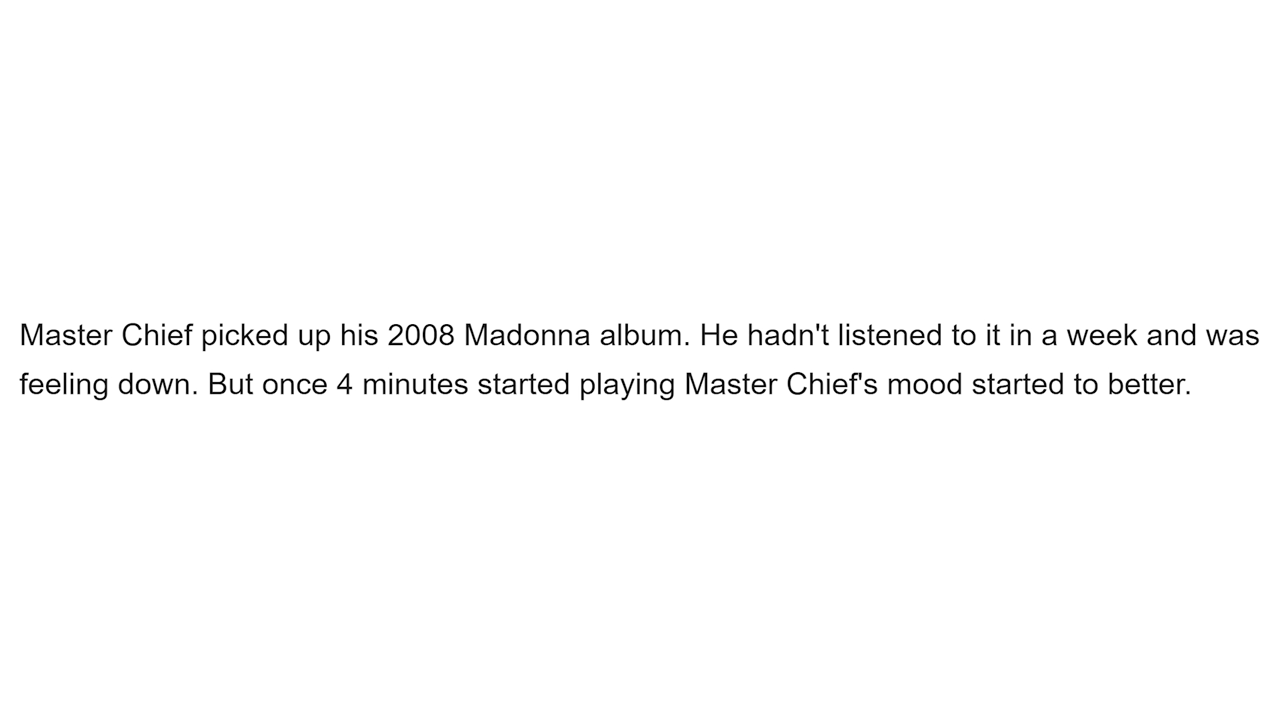 Master Chief picked up his 2008 Madonna album. He hadn't listened to it in a week and was
feeling down. But once 4 minutes started playing Master Chief's mood started to better.